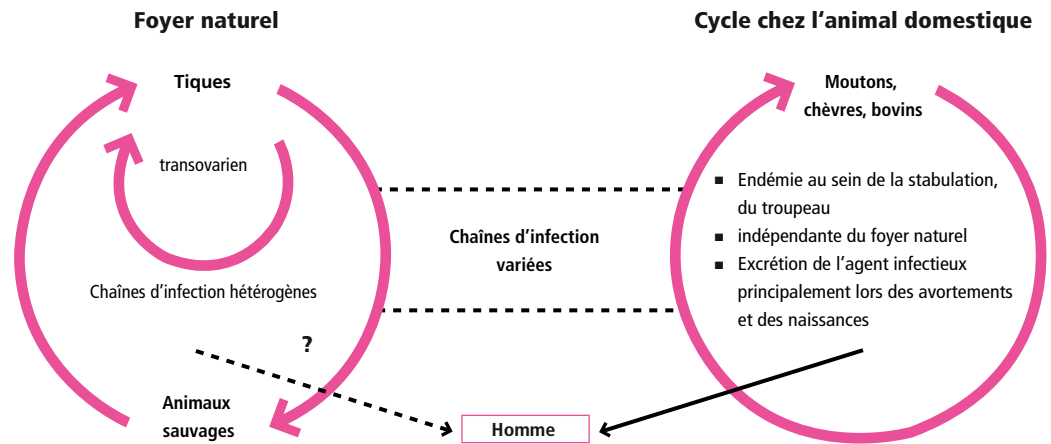 Foyer naturel
Tiques
transovarien
Chaînes d'infection hétérogènes
?
Animaux
sauvages
Chaînes d'infection
variées
Homme
Cycle chez l'animal domestique
Moutons,
chèvres, bovins
▪ Endémie au sein de la stabulation,
du troupeau
▪ indépendante du foyer naturel
▪ Excrétion de l'agent infectieux
principalement lors des avortements
et des naissances